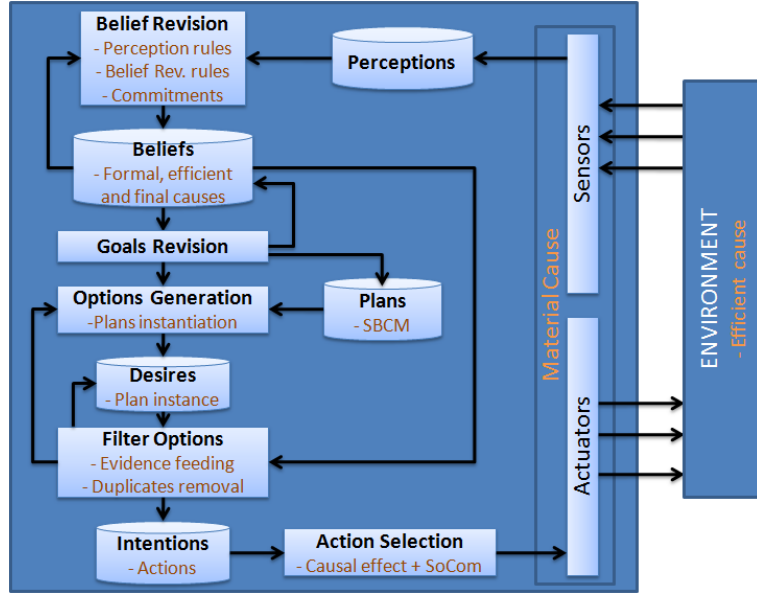 Belief Revision
- Perception rules
- Belief Rev. rules
- Commitments
Perceptions
Beliefs
- Formal, efficient
and final causes
Goals Revision
Options Generation
-Plans instantiation
Plans
- SBCM
Desires
- Plan instance
Filter Options
- Evidence feeding
- Duplicates removal
Intentions
- Actions
Action Selection
- Causal effect + SoCom
Material Cause
Sensors
Actuators
ENVIRONMENT
- Efficient cause